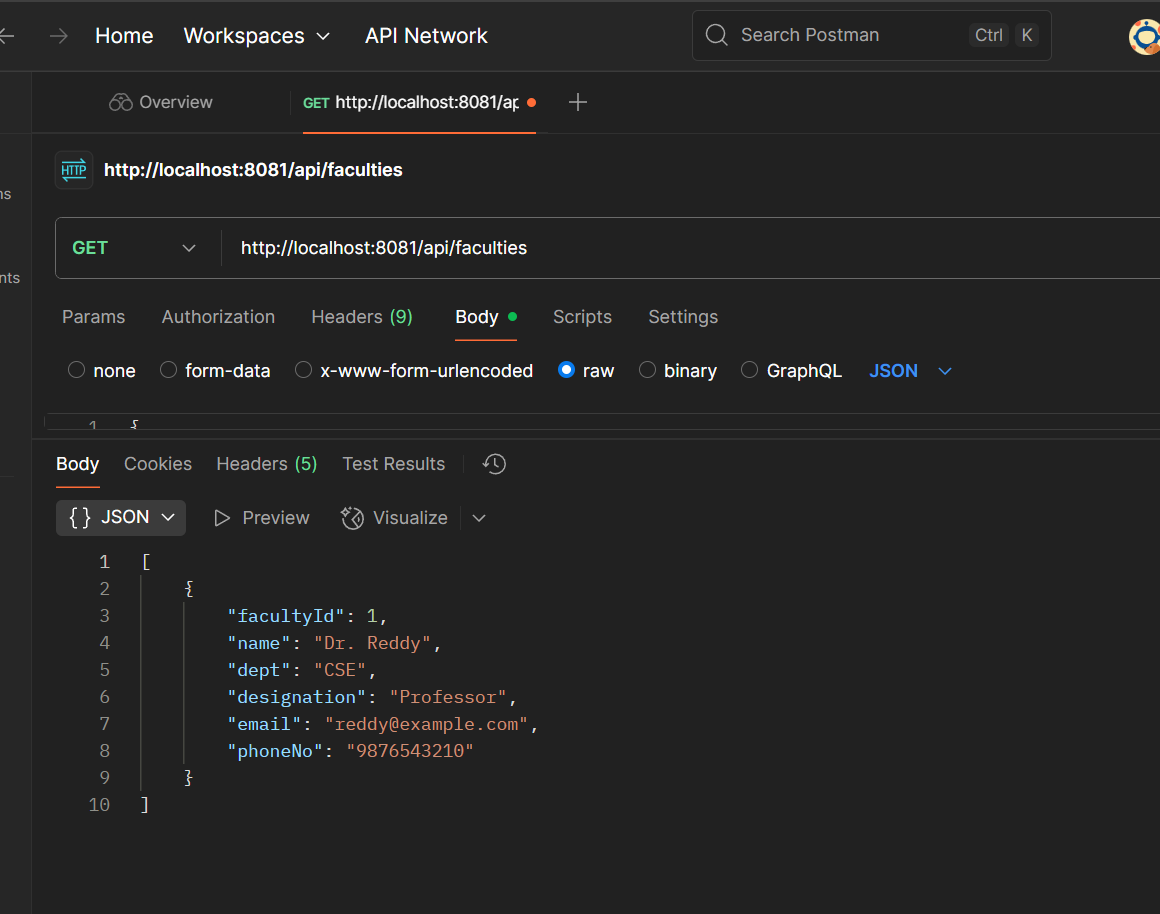 Home Workspaces API Network Search Postman Ctrl K
Overview GET http://localhost:8081/ap
HTTP http://localhost:8081/api/faculties
ns
GET http://localhost:8081/api/faculties
nts
Params Authorization Headers (9) Body Scripts Settings
none form-data x-www-form-urlencoded raw binary GraphQL JSON
1 {
Body Cookies Headers (5) Test Results
{} JSON Preview Visualize
1 [
2 {
3 "facultyId": 1,
4 "name": "Dr. Reddy",
5 "dept": "CSE",
6 "designation": "Professor",
7 "email": "reddy@example.com",
8 "phoneNo": "9876543210"
9 }
10 ]